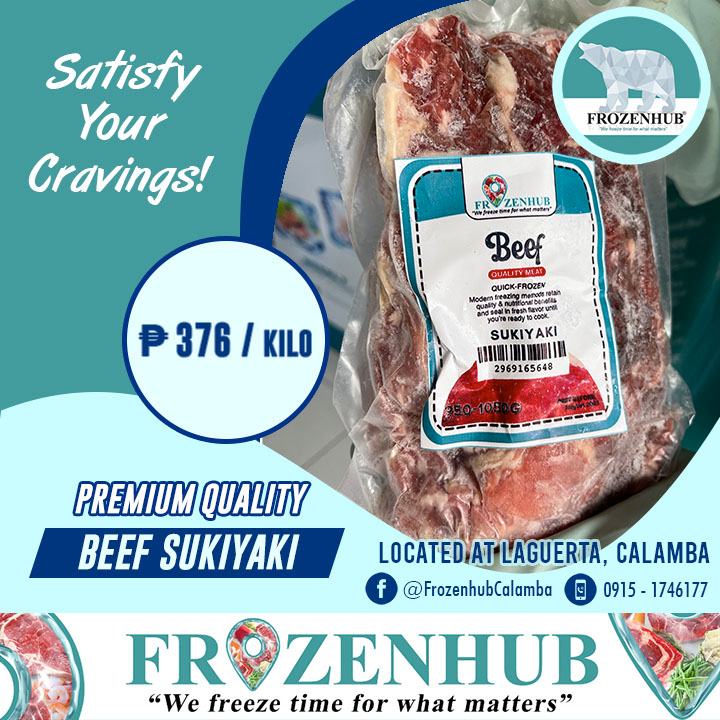 Satisfy
Your
Cravings!
FROZENHUB®
"We freeze time for what matters"
FROZENHUB
"We freeze time for what matters"
Beef
QUALITY MEAT
QUICK-FROZEN
Modern freezing methods retain
quality & nutritional benefits
and seal in fresh flavor until
you're ready to cook.
SUKIYAKI
2969165648
950-1050G
₱ 376 / KILO
PREMIUM QUALITY
BEEF SUKIYAKI
LOCATED AT LAGUERTA, CALAMBA
@FrozenhubCalamba
0915 - 1746177
FROZENHUB
"We freeze time for what matters"